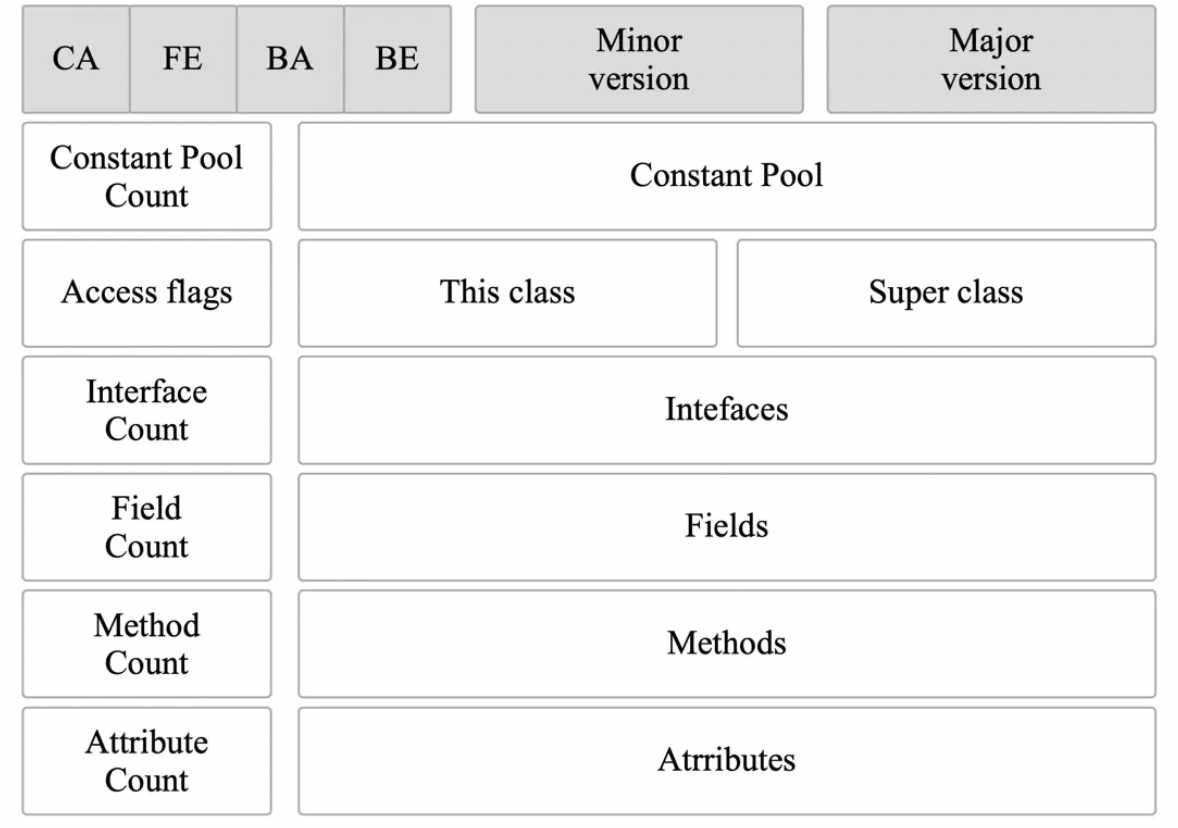 CA FE BA BE Minor
version Major
version
Constant Pool
Count Constant Pool
Access flags This class Super class
Interface
Count Intefaces
Field
Count Fields
Method
Count Methods
Attribute
Count Atrributes